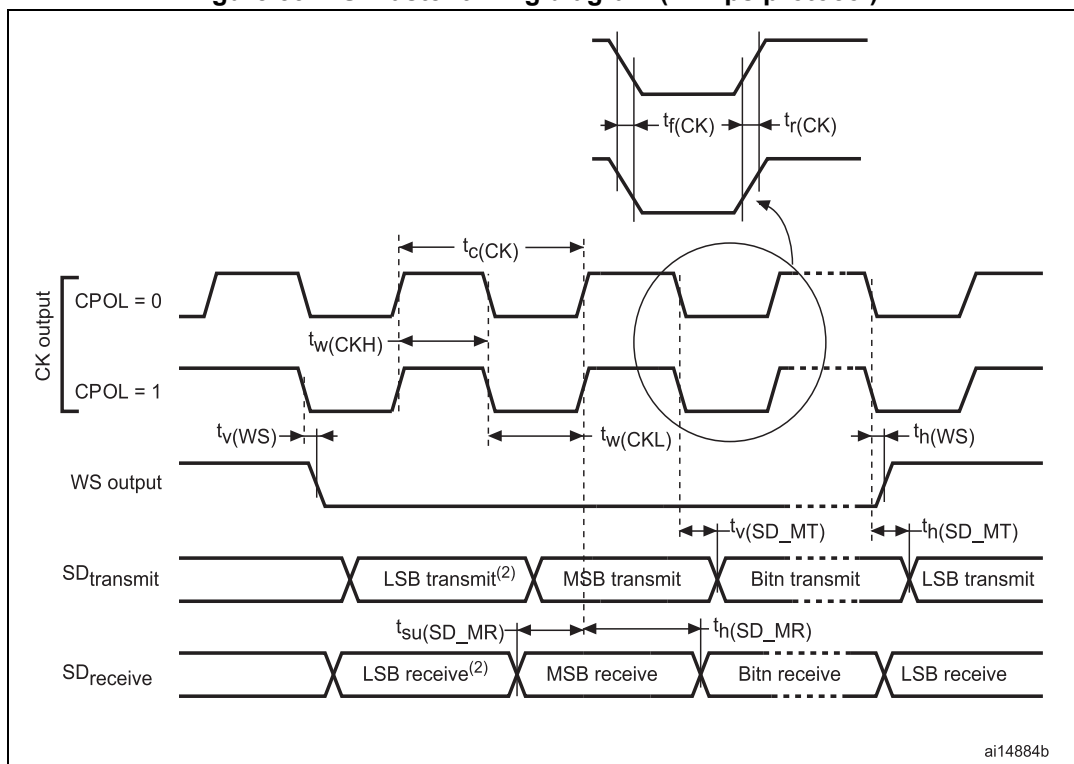 tf(CK)
tr(CK)
tc(CK)
CK output
CPOL = 0
tw(CKH)
CPOL = 1
tv(WS)
tw(CKL)
th(WS)
WS output
tv(SD_MT)
th(SD_MT)
SDtransmit
LSB transmit(2)
MSB transmit
Bitn transmit
LSB transmit
tsu(SD_MR)
th(SD_MR)
SDreceive
LSB receive(2)
MSB receive
Bitn receive
LSB receive
ai14884b